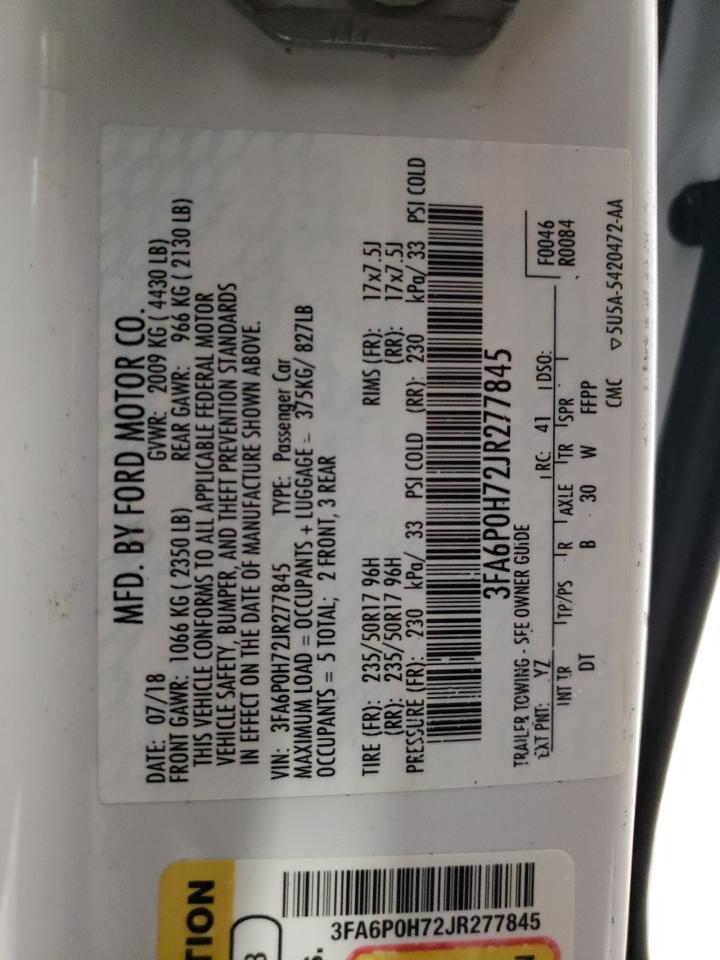 MFD. BY FORD MOTOR CO.
DATE: 07/18 GVWR: 2009 KG ( 4430 LB)
FRONT GAWR: 1066 KG ( 2350 LB) REAR GAWR: 966 KG ( 2130 LB)
THIS VEHICLE CONFORMS TO ALL APPLICABLE FEDERAL MOTOR
VEHICLE SAFETY, BUMPER, AND THEFT PREVENTION STANDARDS
IN EFFECT ON THE DATE OF MANUFACTURE SHOWN ABOVE.
VIN: 3FA6P0H72JR277845 TYPE: Passenger Car
MAXIMUM LOAD = OCCUPANTS + LUGGAGE = 375KG/ 827LB
OCCUPANTS = 5 TOTAL; 2 FRONT, 3 REAR
TIRE (FR): 235/50R17 96H RIMS (FR): 17x7.5J
(RR): 235/50R17 96H (RR): 17x7.5J
PRESSURE (FR): 230 kPa/ 33 PSI COLD (RR): 230 kPa/ 33 PSI COLD
3FA6P0H72JR277845
TRAILER TOWING - SEE OWNER GUIDE
F0046
R0084
EXT PNT: YZ RC: 41 DSO:
INT TR TP/PS R AXLE TR SPR
DT B 30 W FFPP
CMC ▽5U5A-5420472-AA
TION
3FA6P0H72JR277845